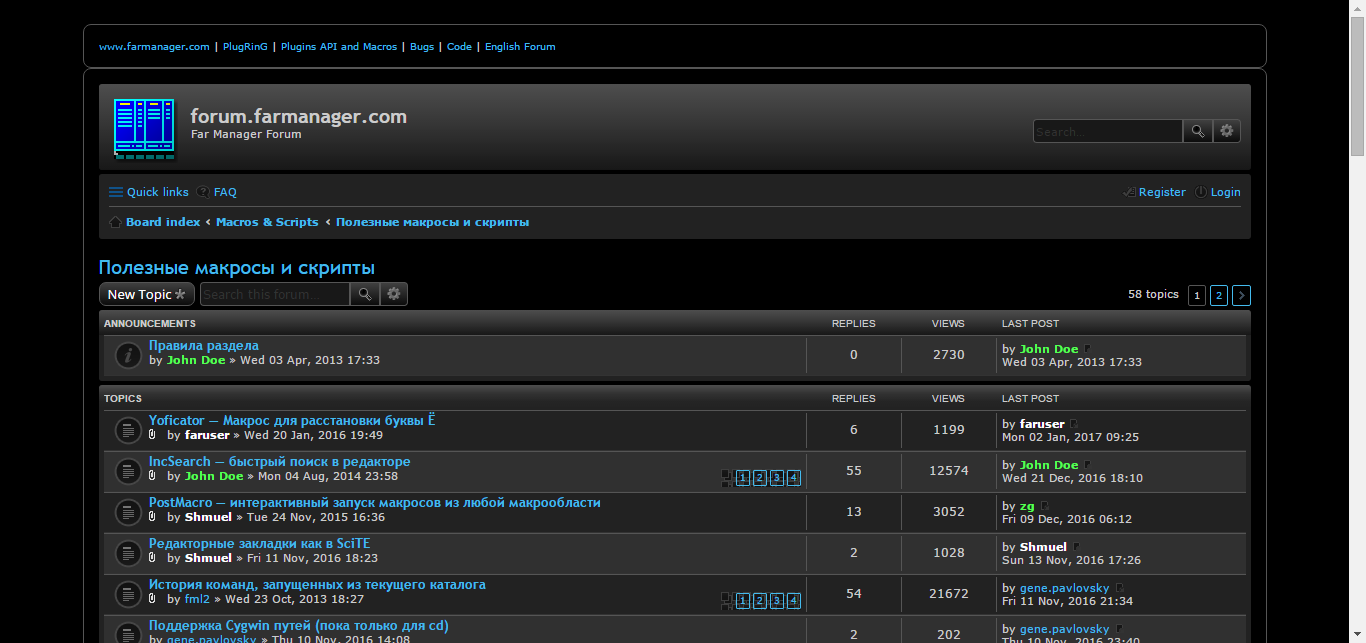 www.farmanager.com | PlugRinG | Plugins API and Macros | Bugs | Code | English Forum
forum.farmanager.com
Far Manager Forum
Search…
Quick links FAQ Register Login
Board index ‹ Macros & Scripts ‹ Полезные макросы и скрипты
Полезные макросы и скрипты
New Topic Search this forum… 58 topics 1 2
ANNOUNCEMENTS REPLIES VIEWS LAST POST
Правила раздела
by John Doe » Wed 03 Apr, 2013 17:33
0 2730
by John Doe
Wed 03 Apr, 2013 17:33
TOPICS REPLIES VIEWS LAST POST
Yoficator — Макрос для расстановки буквы Ё
by faruser » Wed 20 Jan, 2016 19:49
6 1199
by faruser
Mon 02 Jan, 2017 09:25
IncSearch — быстрый поиск в редакторе
by John Doe » Mon 04 Aug, 2014 23:58
1 2 3 4
55 12574
by John Doe
Wed 21 Dec, 2016 18:10
PostMacro — интерактивный запуск макросов из любой макрообласти
by Shmuel » Tue 24 Nov, 2015 16:36
13 3052
by zg
Fri 09 Dec, 2016 06:12
Редакторные закладки как в SciTE
by Shmuel » Fri 11 Nov, 2016 18:23
2 1028
by Shmuel
Sun 13 Nov, 2016 17:26
История команд, запущенных из текущего каталога
by fml2 » Wed 23 Oct, 2013 18:27
1 2 3 4
54 21672
by gene.pavlovsky
Fri 11 Nov, 2016 21:34
Поддержка Cygwin путей (пока только для cd)
by gene.pavlovsky » Thu 10 Nov, 2016 14:08
2 202
by gene.pavlovsky
Thu 10 Nov, 2016 23:40